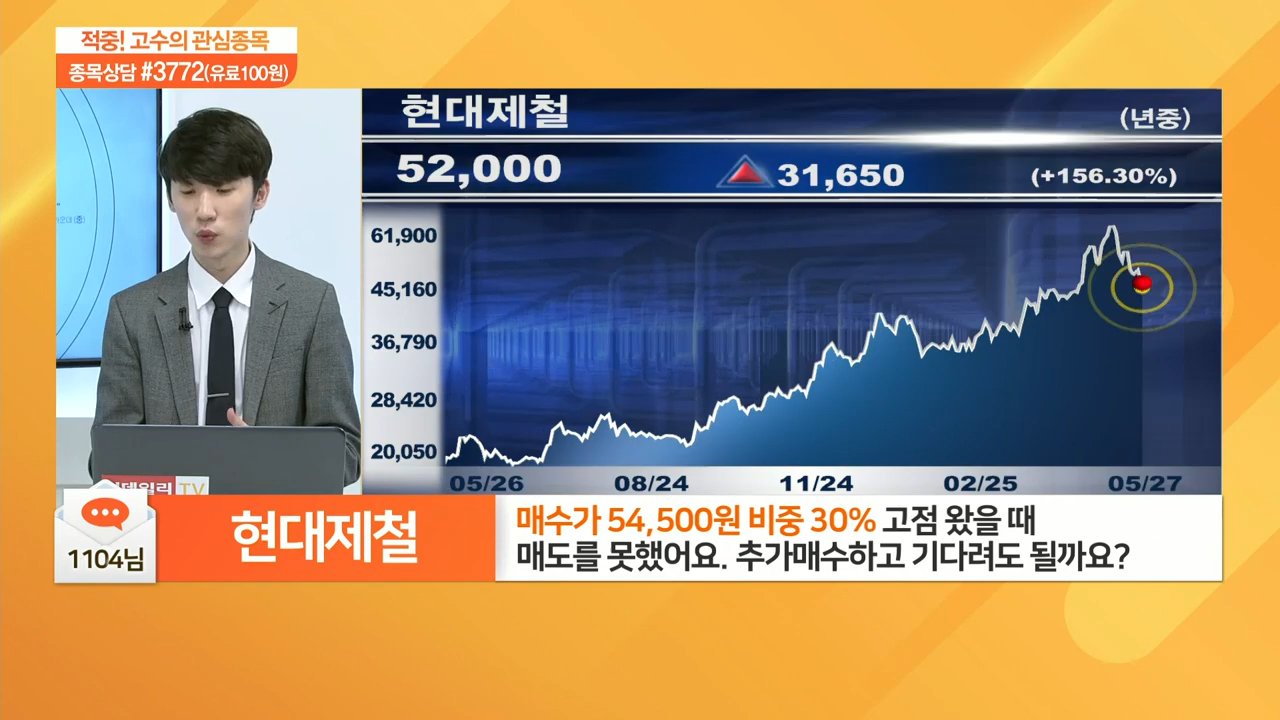 적중! 고수의 관심종목
종목상담 #3772(유료100원)
현대제철
(년중)
52,000
31,650
(+156.30%)
61,900
45,160
36,790
28,420
20,050
05/26
08/24
11/24
02/25
05/27
데일리 TV
1104님
현대제철
매수가 54,500원 비중 30% 고점 왔을 때
매도를 못했어요. 추가매수하고 기다려도 될까요?